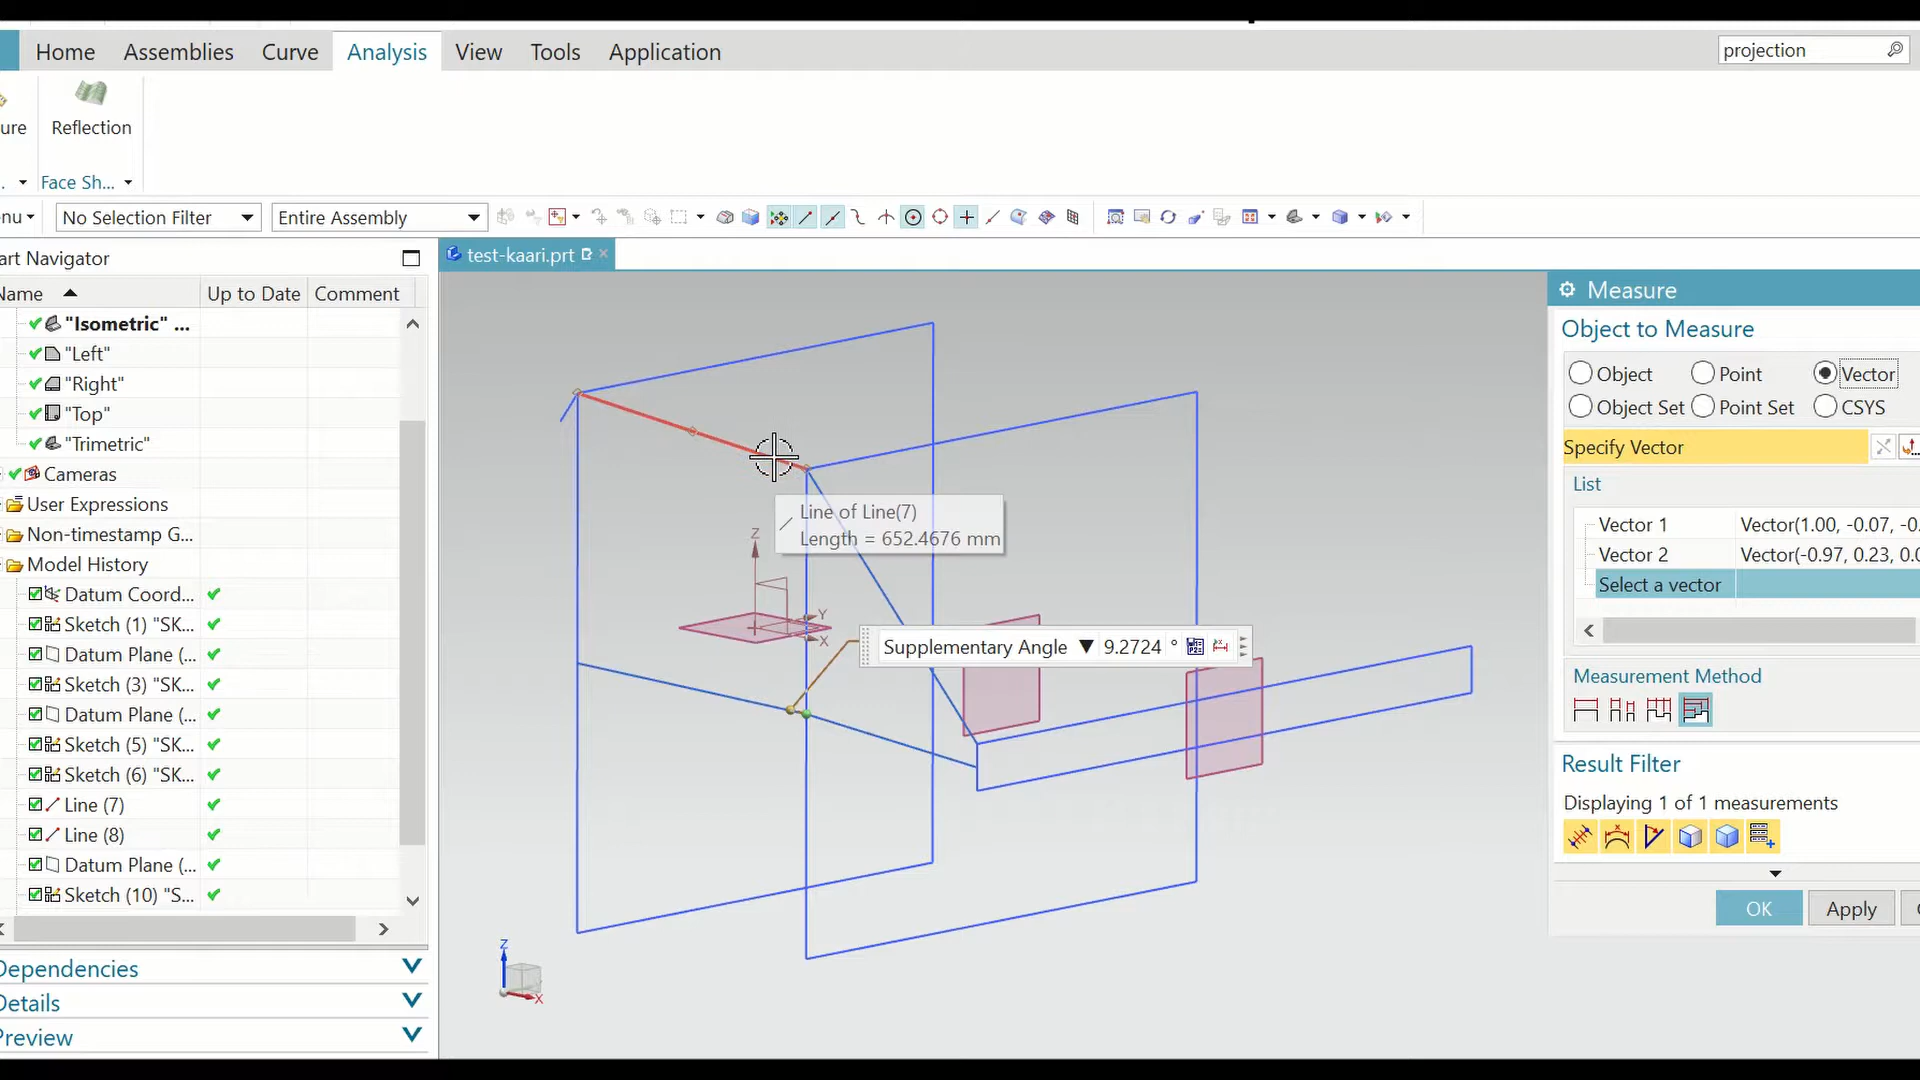 Home Assemblies Curve Analysis View Tools Application projection
ure Reflection
Face Sh...
nu No Selection Filter Entire Assembly
art Navigator
test-kaari.prt
Name Up to Date Comment
"Isometric" ...
"Left"
"Right"
"Top"
"Trimetric"
Cameras
User Expressions
Non-timestamp G...
Model History
Datum Coord...
Sketch (1) "SK...
Datum Plane (...
Sketch (3) "SK...
Datum Plane (...
Sketch (5) "SK...
Sketch (6) "SK...
Line (7)
Line (8)
Datum Plane (...
Sketch (10) "S...
Dependencies
Details
Preview
Line of Line(7)
Length = 652.4676 mm
Z
Y
X
Supplementary Angle 9.2724 °
Z
X
Measure
Object to Measure
Object Point Vector
Object Set Point Set CSYS
Specify Vector
List
Vector 1 Vector(1.00, -0.07, -0.
Vector 2 Vector(-0.97, 0.23, 0.0
Select a vector
Measurement Method
Result Filter
Displaying 1 of 1 measurements
OK Apply